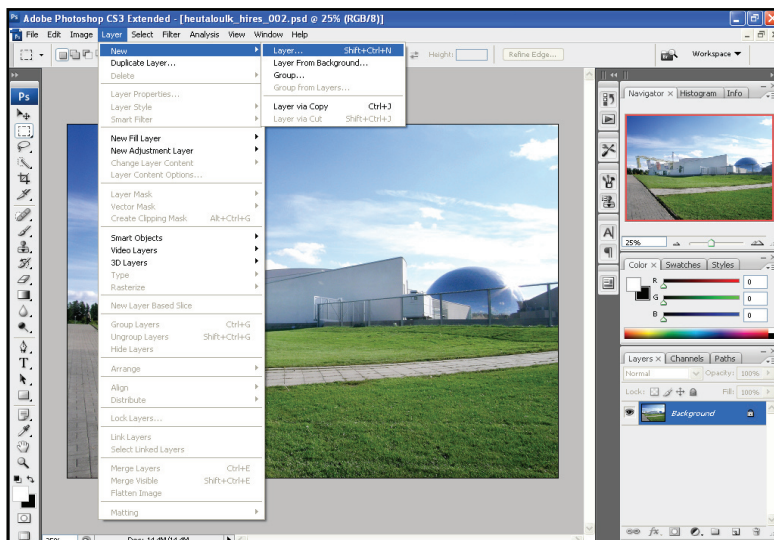 Adobe Photoshop CS3 Extended - [heutaloulk_hires_002.psd @ 25% (RGB/8)]
File Edit Image Layer Select Filter Analysis View Window Help
Height: Refine Edge... Workspace
New
Duplicate Layer...
Delete
Layer Properties...
Layer Style
Smart Filter
New Fill Layer
New Adjustment Layer
Change Layer Content
Layer Content Options...
Layer Mask
Vector Mask
Create Clipping Mask Alt+Ctrl+G
Smart Objects
Video Layers
3D Layers
Type
Rasterize
New Layer Based Slice
Group Layers Ctrl+G
Ungroup Layers Shift+Ctrl+G
Hide Layers
Arrange
Align
Distribute
Lock Layers...
Link Layers
Select Linked Layers
Merge Layers Ctrl+E
Merge Visible Shift+Ctrl+E
Flatten Image
Matting
Layer... Shift+Ctrl+N
Layer From Background...
Group...
Group from Layers...
Layer via Copy Ctrl+J
Layer via Cut Shift+Ctrl+J
Ps
Navigator x Histogram Info
25%
Color x Swatches Styles
R 0
G 0
B 0
Layers x Channels Paths
Normal Opacity: 100%
Lock: Fill: 100%
Background